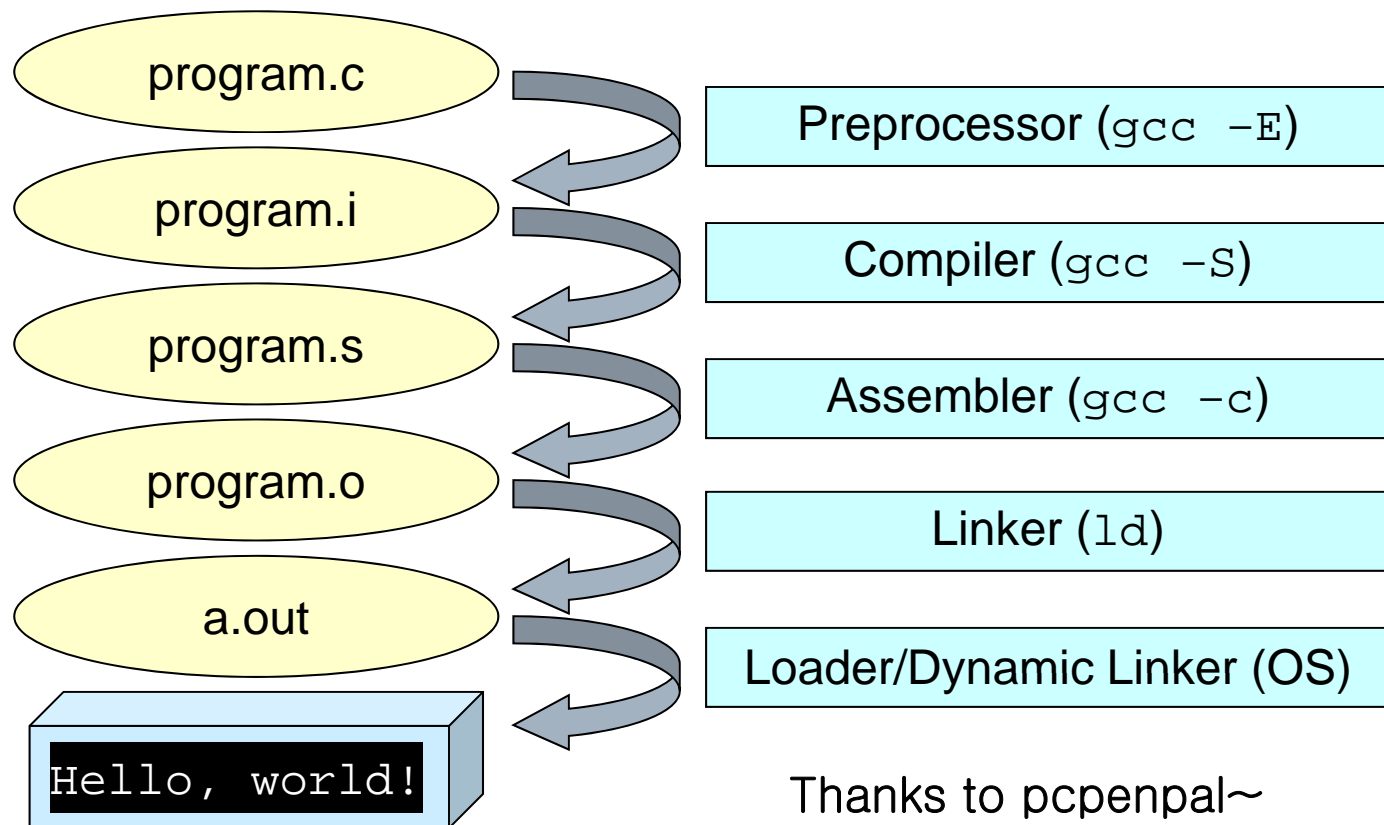 program.c
Preprocessor (gcc –E)
program.i
Compiler (gcc –S)
program.s
Assembler (gcc –c)
program.o
Linker (ld)
a.out
Loader/Dynamic Linker (OS)
Hello, world!
Thanks to pcpenpal~